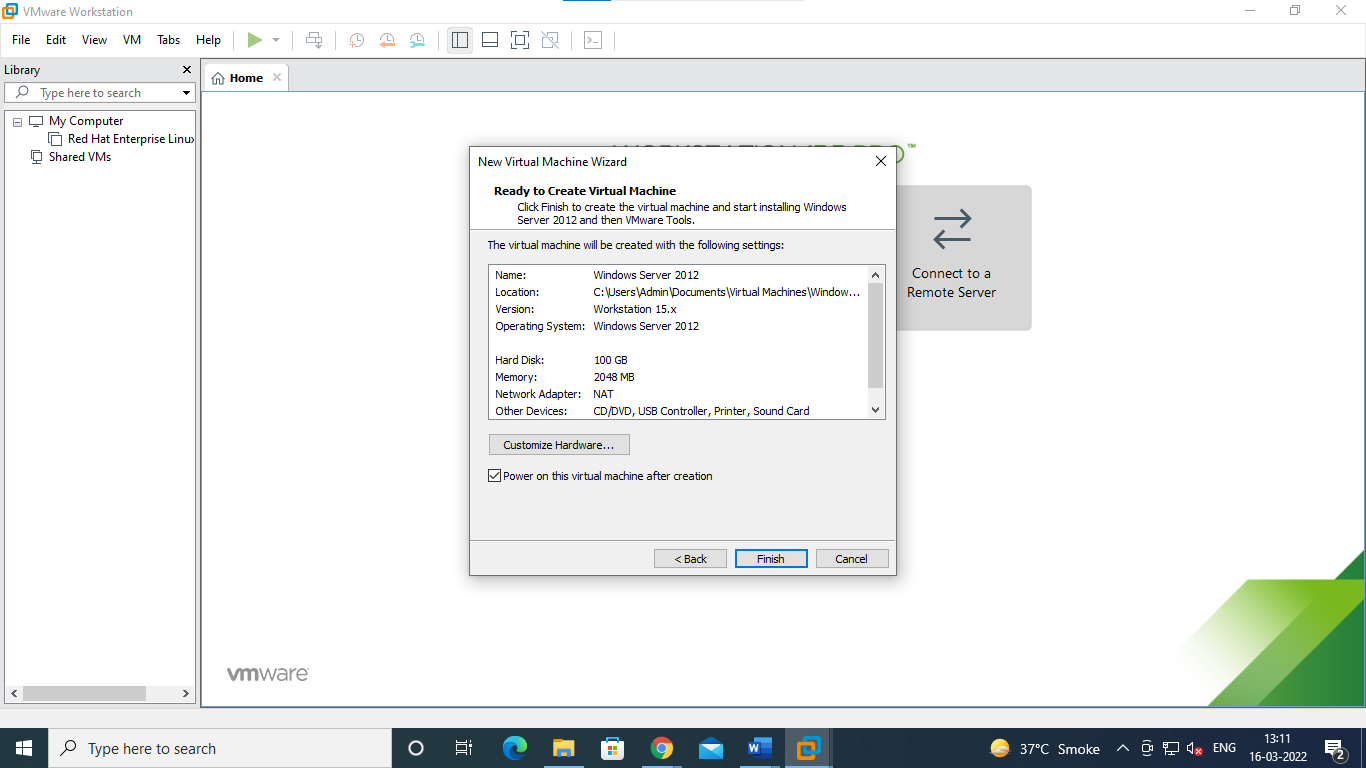 VMware Workstation
File Edit View VM Tabs Help
Library
Type here to search
My Computer
Red Hat Enterprise Linux
Shared VMs
Home
™
Connect to a
Remote Server
New Virtual Machine Wizard
Ready to Create Virtual Machine
Click Finish to create the virtual machine and start installing Windows
Server 2012 and then VMware Tools.
The virtual machine will be created with the following settings:
Name: Windows Server 2012
Location: C:\Users\Admin\Documents\Virtual Machines\Window...
Version: Workstation 15.x
Operating System: Windows Server 2012
Hard Disk: 100 GB
Memory: 2048 MB
Network Adapter: NAT
Other Devices: CD/DVD, USB Controller, Printer, Sound Card
Customize Hardware...
Power on this virtual machine after creation
< Back Finish Cancel
vmware
Type here to search
37°C Smoke
ENG
13:11
16-03-2022
2